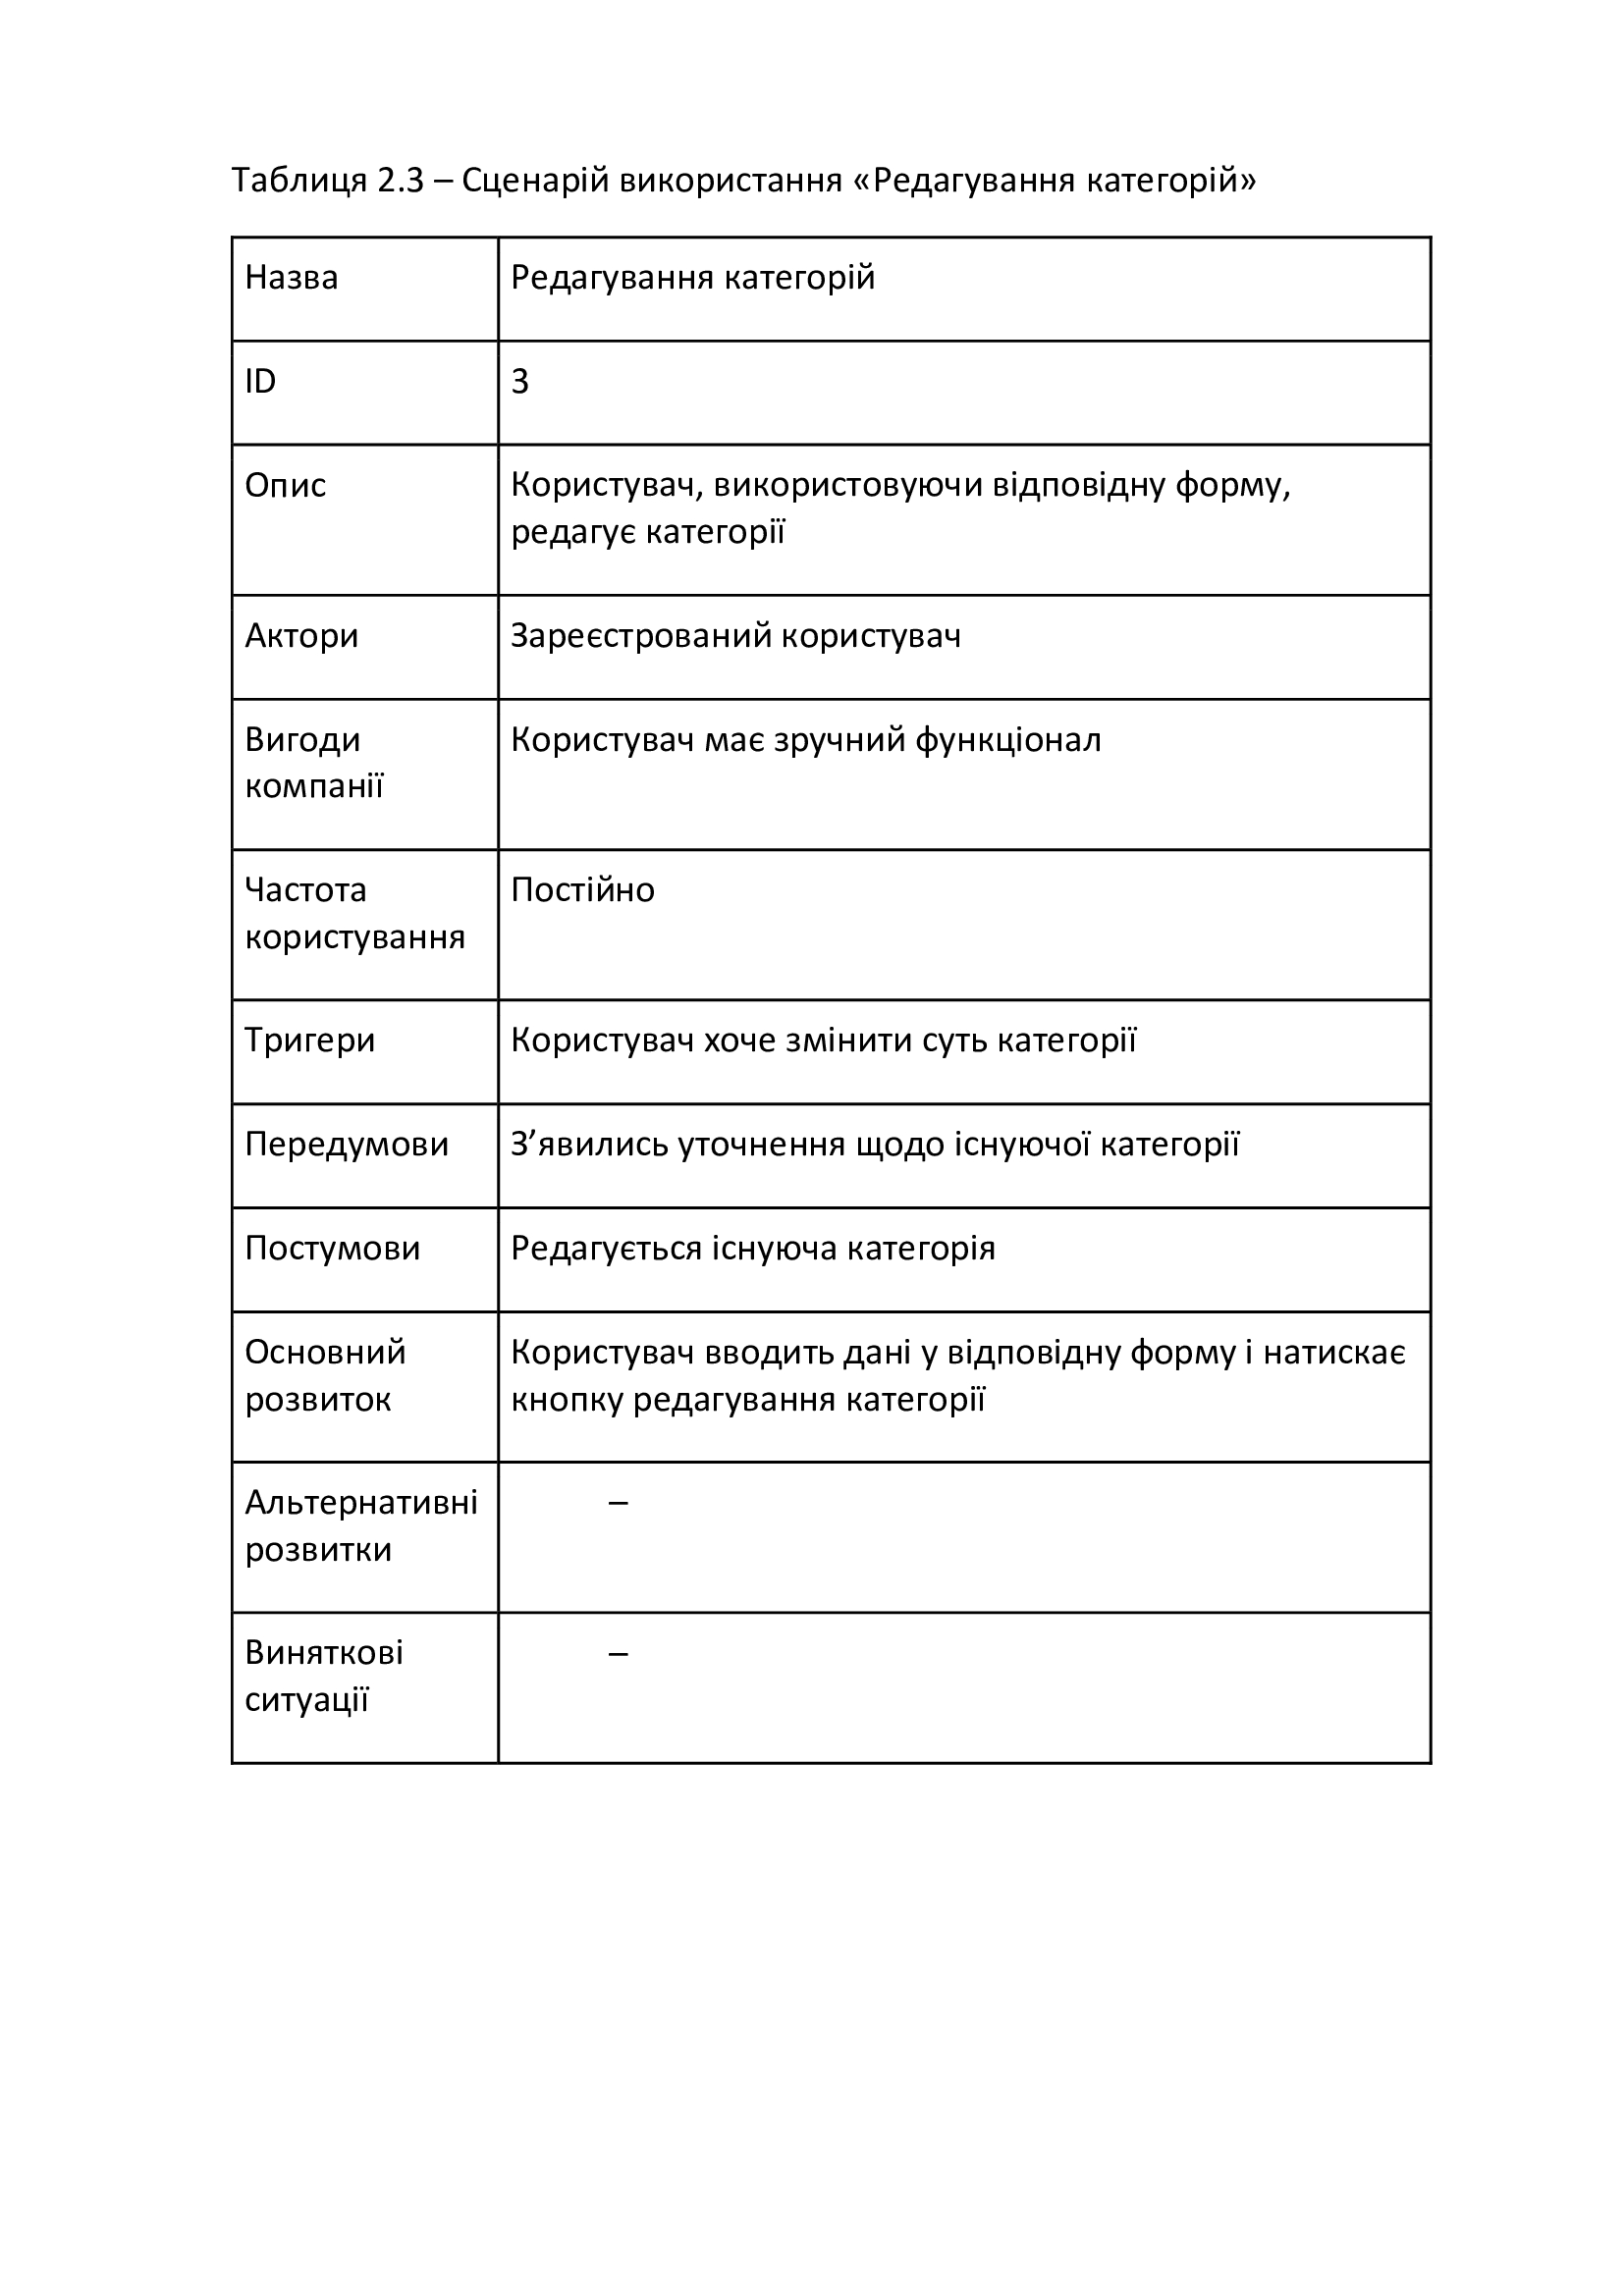 Таблиця 2.3 – Сценарій використання «Редагування категорій»
Назва
Редагування категорій
ID
3
Опис
Користувач, використовуючи відповідну форму,
редагує категорії
Актори
Зареєстрований користувач
Вигоди
компанії
Користувач має зручний функціонал
Частота
користування
Постійно
Тригери
Користувач хоче змінити суть категорії
Передумови
З’явились уточнення щодо існуючої категорії
Постумови
Редагується існуюча категорія
Основний
розвиток
Користувач вводить дані у відповідну форму і натискає
кнопку редагування категорії
Альтернативні
розвитки
–
Виняткові
ситуації
–